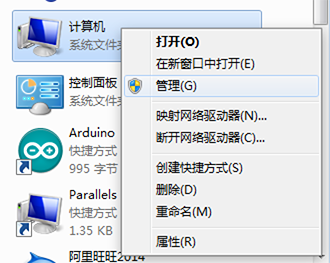 计算机
系统文件夹
控制面板
系统文件夹
Arduino
快捷方式
995 字节
Parallels
快捷方式
1.35 KB
阿里旺旺2014
打开(O)
在新窗口中打开(E)
管理(G)
映射网络驱动器(N)...
断开网络驱动器(C)...
创建快捷方式(S)
删除(D)
重命名(M)
属性(R)